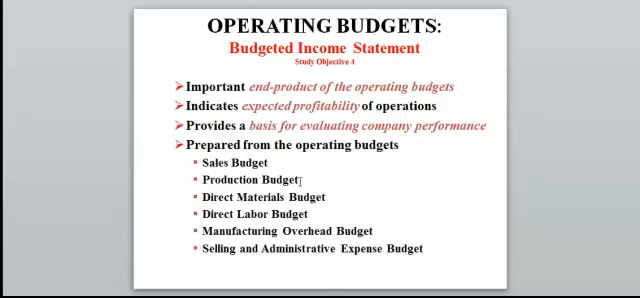 OPERATING BUDGETS:
Budgeted Income Statement
Study Objective 4
Important end-product of the operating budgets
Indicates expected profitability of operations
Provides a basis for evaluating company performance
Prepared from the operating budgets
Sales Budget
Production Budget
Direct Materials Budget
Direct Labor Budget
Manufacturing Overhead Budget
Selling and Administrative Expense Budget